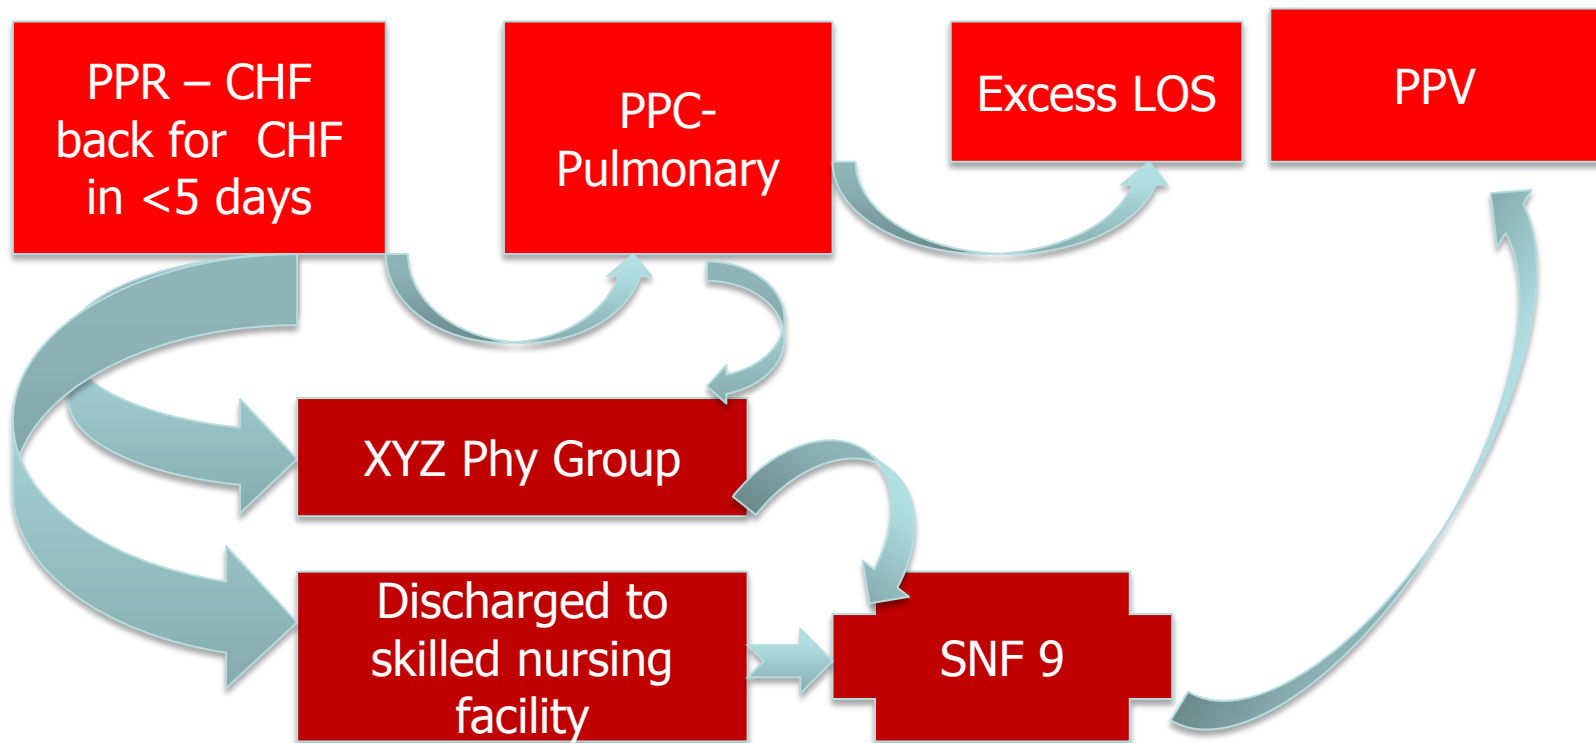 PPR – CHF
back for CHF
in <5 days
PPC-
Pulmonary
Excess LOS
PPV
XYZ Phy Group
Discharged to
skilled nursing
facility
SNF 9